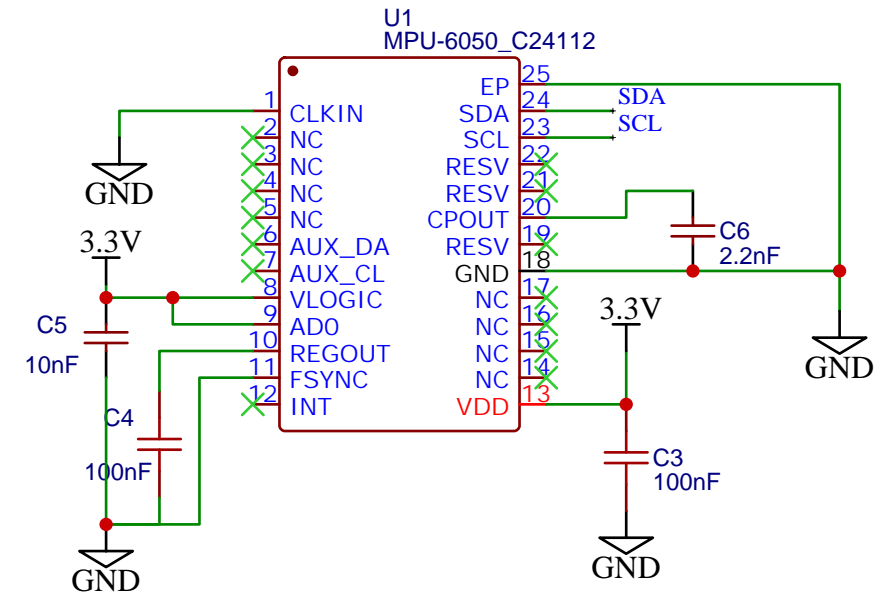 U1
MPU-6050_C24112
1 CLKIN
2 NC
3 NC
4 NC
5 NC
6 AUX_DA
7 AUX_CL
8 VLOGIC
9 AD0
10 REGOUT
11 FSYNC
12 INT
EP 25
SDA 24 SDA
SCL 23 SCL
RESV 22
RESV 21
CPOUT 20
RESV 19
GND 18
NC 17
NC 16
NC 15
NC 14
VDD 13
GND
3.3V
C5
10nF
C4
100nF
GND
C6
2.2nF
GND
3.3V
C3
100nF
GND